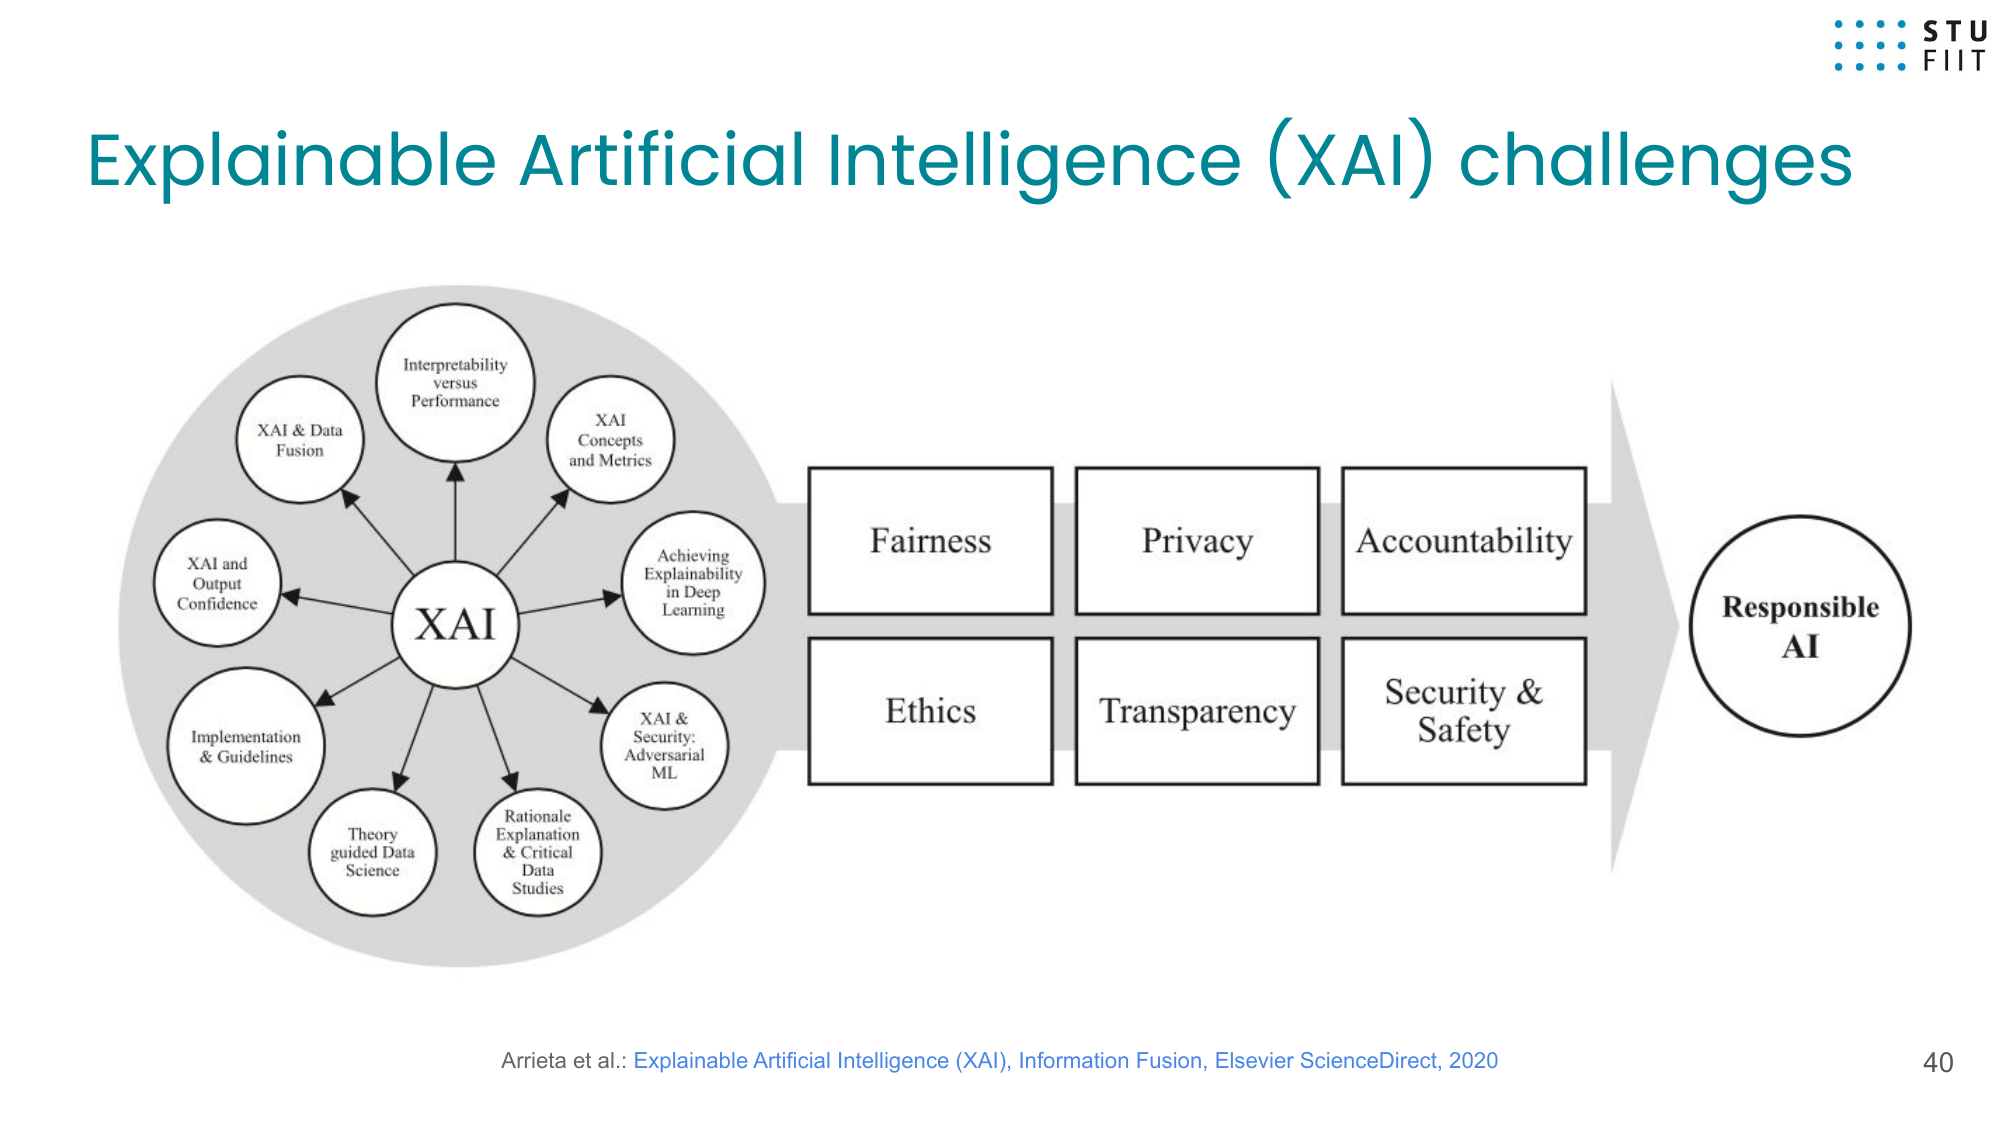 STU
FIIT
Explainable Artificial Intelligence (XAI) challenges
Interpretability
versus
Performance
XAI & Data
Fusion
XAI
Concepts
and Metrics
XAI and
Output
Confidence
Achieving
Explainability
in Deep
Learning
XAI
Implementation
& Guidelines
XAI &
Security:
Adversarial
ML
Theory
guided Data
Science
Rationale
Explanation
& Critical
Data
Studies
Fairness
Privacy
Accountability
Ethics
Transparency
Security &
Safety
Responsible
AI
Arrieta et al.: Explainable Artificial Intelligence (XAI), Information Fusion, Elsevier ScienceDirect, 2020
40